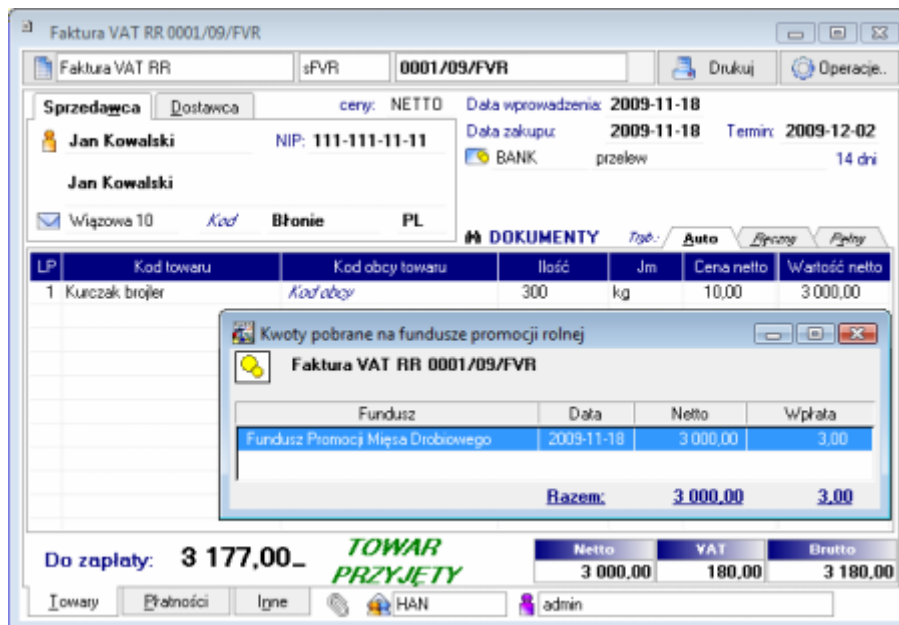 Faktura VAT RR 0001/09/FVR
Faktura VAT RR sFVR 0001/09/FVR Drukuj Operacje..
Sprzedawca Dostawca ceny: NETTO Data wprowadzenia: 2009-11-18
Jan Kowalski NIP: 111-111-11-11 Data zakupu: 2009-11-18 Termin: 2009-12-02
BANK przelew 14 dni
Jan Kowalski
Wiązowa 10 Kod Błonie PL
DOKUMENTY Tryb: Auto Ręczny Pełny
LP Kod towaru Kod obcy towaru Ilość Jm Cena netto Wartość netto
1 Kurczak brojler Kod obcy 300 kg 10,00 3 000,00
Kwoty pobrane na fundusze promocji rolnej
Faktura VAT RR 0001/09/FVR
Fundusz Data Netto Wpłata
Fundusz Promocji Mięsa Drobiowego 2009-11-18 3 000,00 3,00
Razem: 3 000,00 3,00
Do zapłaty: 3 177,00_ TOWAR PRZYJĘTY
Netto VAT Brutto
3 000,00 180,00 3 180,00
Towary Płatności Inne HAN admin